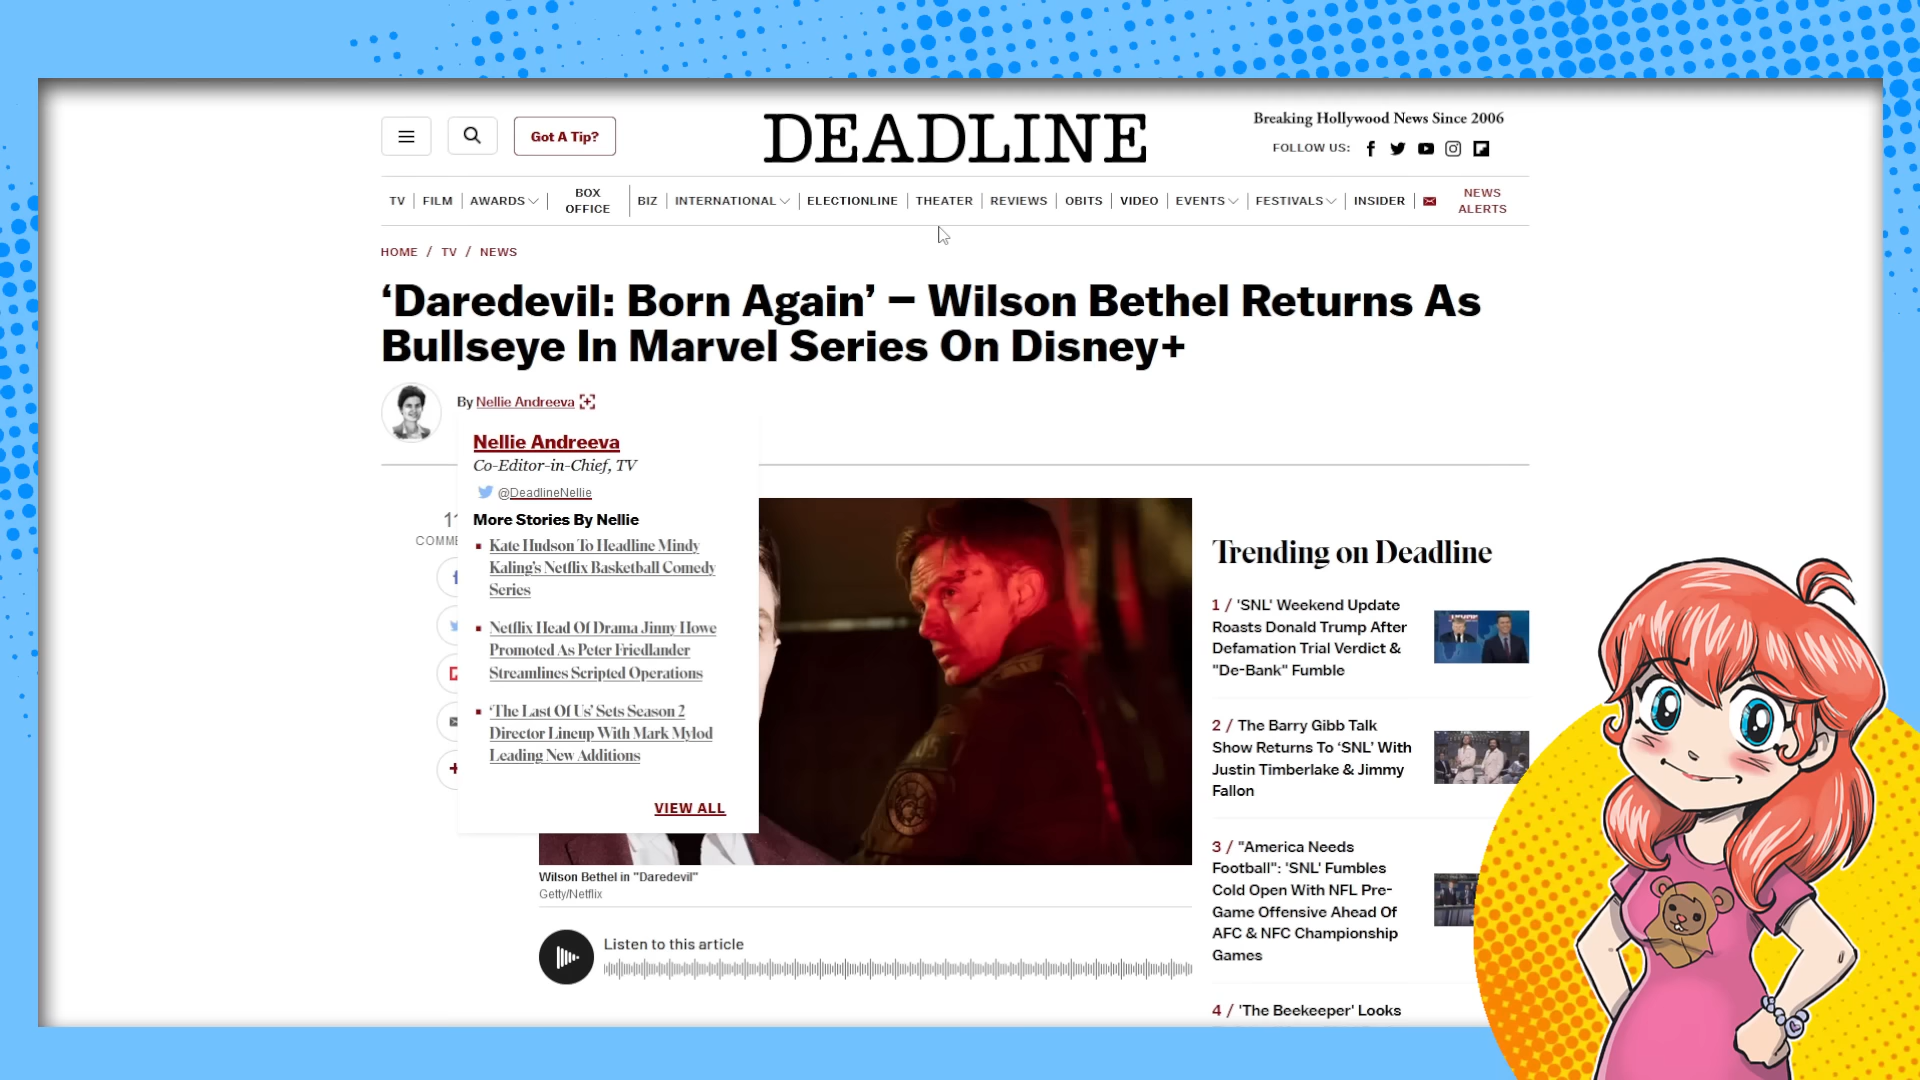 Got A Tip?
DEADLINE
Breaking Hollywood News Since 2006
FOLLOW US:
TV
FILM
AWARDS
BOX
OFFICE
BIZ
INTERNATIONAL
ELECTIONLINE
THEATER
REVIEWS
OBITS
VIDEO
EVENTS
FESTIVALS
INSIDER
NEWS
ALERTS
HOME / TV / NEWS
‘Daredevil: Born Again’ – Wilson Bethel Returns As
Bullseye In Marvel Series On Disney+
By Nellie Andreeva
Nellie Andreeva
Co-Editor-in-Chief, TV
@DeadlineNellie
More Stories By Nellie
Kate Hudson To Headline Mindy
Kaling's Netflix Basketball Comedy
Series
Netflix Head Of Drama Jinny Howe
Promoted As Peter Friedlander
Streamlines Scripted Operations
‘The Last Of Us’ Sets Season 2
Director Lineup With Mark Mylod
Leading New Additions
VIEW ALL
Wilson Bethel in "Daredevil"
Getty/Netflix
Listen to this article
Trending on Deadline
1 / 'SNL' Weekend Update
Roasts Donald Trump After
Defamation Trial Verdict &
"De-Bank" Fumble
2 / The Barry Gibb Talk
Show Returns To ‘SNL’ With
Justin Timberlake & Jimmy
Fallon
3 / "America Needs
Football": 'SNL' Fumbles
Cold Open With NFL Pre-
Game Offensive Ahead Of
AFC & NFC Championship
Games
4 / 'The Beekeeper' Looks